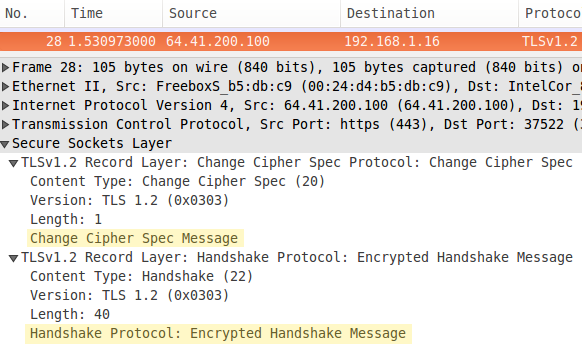 No. Time Source Destination Protoco
28 1.530973000 64.41.200.100 192.168.1.16 TLSv1.2
Frame 28: 105 bytes on wire (840 bits), 105 bytes captured (840 bits) on
Ethernet II, Src: FreeboxS_b5:db:c9 (00:24:d4:b5:db:c9), Dst: IntelCor_
Internet Protocol Version 4, Src: 64.41.200.100 (64.41.200.100), Dst: 19
Transmission Control Protocol, Src Port: https (443), Dst Port: 37522 (
Secure Sockets Layer
TLSv1.2 Record Layer: Change Cipher Spec Protocol: Change Cipher Spec
Content Type: Change Cipher Spec (20)
Version: TLS 1.2 (0x0303)
Length: 1
Change Cipher Spec Message
TLSv1.2 Record Layer: Handshake Protocol: Encrypted Handshake Message
Content Type: Handshake (22)
Version: TLS 1.2 (0x0303)
Length: 40
Handshake Protocol: Encrypted Handshake Message